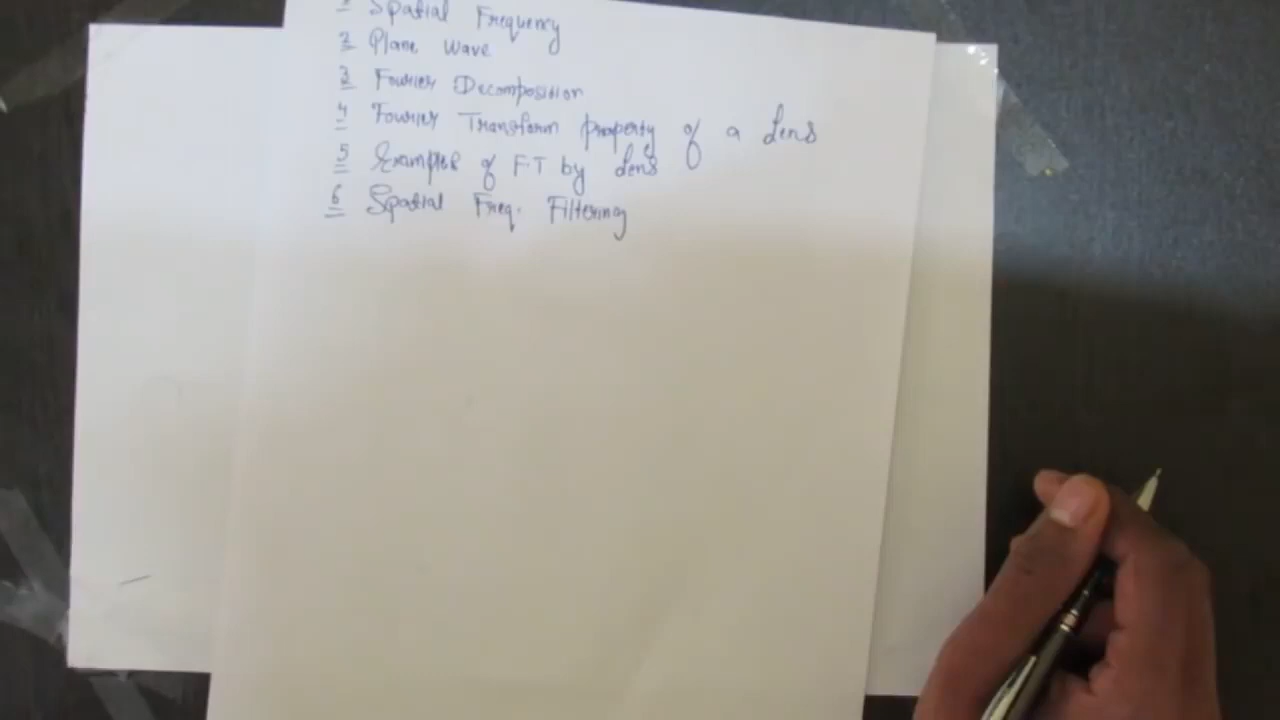 1 Spatial Frequency
2 Plane Wave
3 Fourier Decomposition
4 Fourier Transform property of a Lens
5 Examples of F.T by Lens
6 Spatial Freq. Filtering